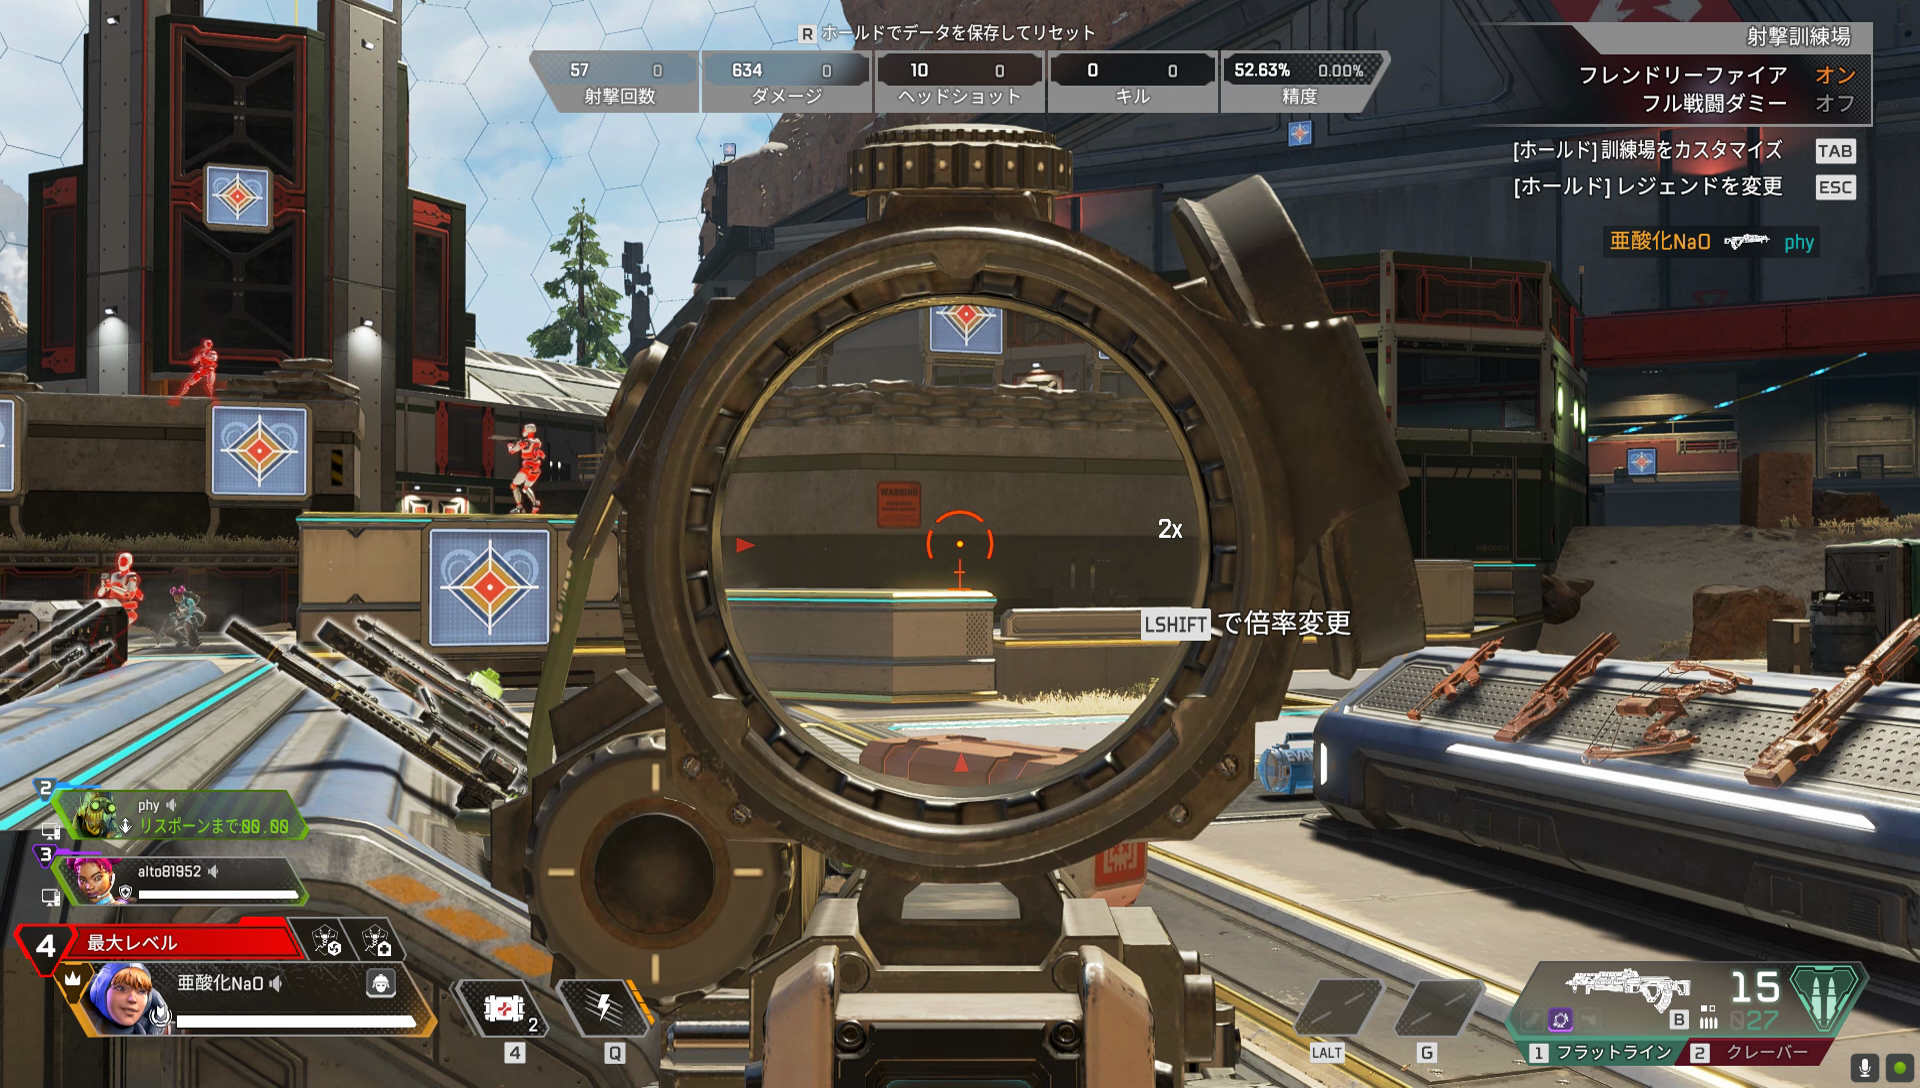 R ホールドでデータを保存してリセット
57 0 634 0 10 0 0 0 52.63% 0.00%
射撃回数 ダメージ ヘッドショット キル 精度
射撃訓練場
フレンドリーファイア オン
フル戦闘ダミー オフ
[ホールド]訓練場をカスタマイズ TAB
[ホールド]レジェンドを変更 ESC
亜酸化NaO phy
WARNING
2x
LSHIFT で倍率変更
2
phy
リスポーンまで:00.00
3
alto81952
4 最大レベル
亜酸化NaO
2
4 Q
LALT G
15
B 027
1 フラットライン 2 クレーバー